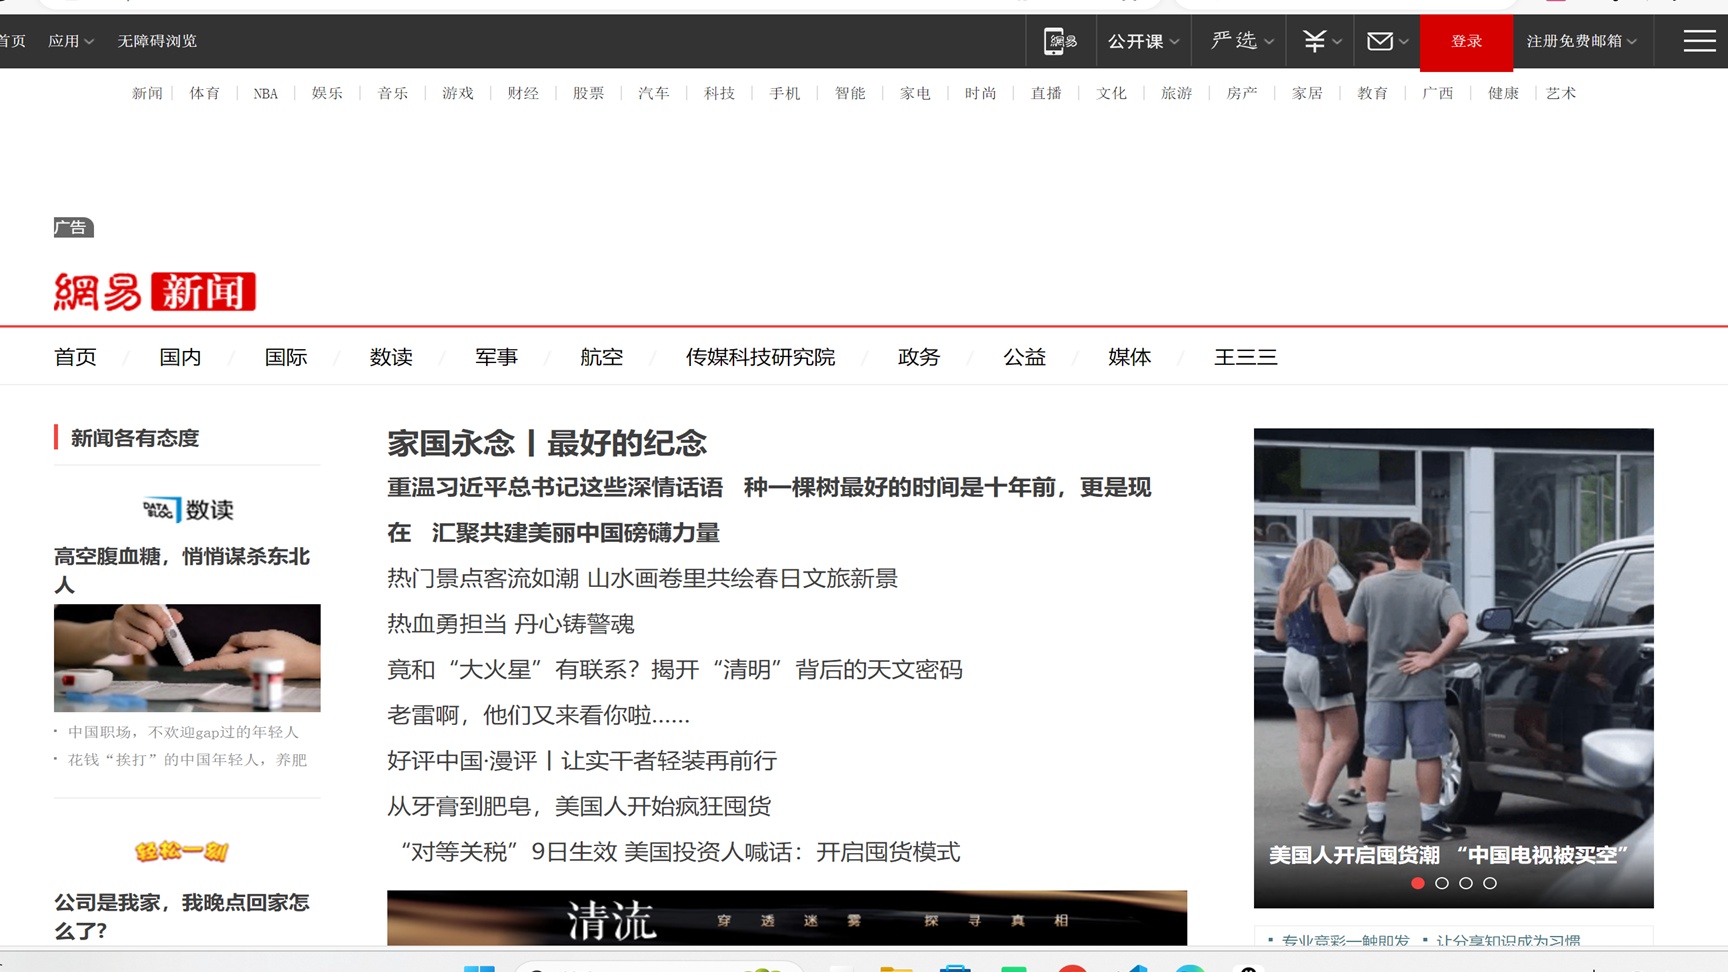 首页 应用 无障碍浏览 網易 公开课 严选 登录 注册免费邮箱
新闻 体育 NBA 娱乐 音乐 游戏 财经 股票 汽车 科技 手机 智能 家电 时尚 直播 文化 旅游 房产 家居 教育 广西 健康 艺术
广告
網易 新闻
首页 国内 国际 数读 军事 航空 传媒科技研究院 政务 公益 媒体 王三三
新闻各有态度
DATA BLOG 数读
高空腹血糖，悄悄谋杀东北
人
中国职场，不欢迎gap过的年轻人
花钱“挨打”的中国年轻人，养肥
轻松一刻
公司是我家，我晚点回家怎
么了？
家国永念丨最好的纪念
重温习近平总书记这些深情话语 种一棵树最好的时间是十年前，更是现
在 汇聚共建美丽中国磅礴力量
热门景点客流如潮 山水画卷里共绘春日文旅新景
热血勇担当 丹心铸警魂
竟和“大火星”有联系？揭开“清明”背后的天文密码
老雷啊，他们又来看你啦……
好评中国·漫评丨让实干者轻装再前行
从牙膏到肥皂，美国人开始疯狂囤货
“对等关税”9日生效 美国投资人喊话：开启囤货模式
清流 穿透迷雾 探寻真相
美国人开启囤货潮 “中国电视被买空”
专业竞彩一触即发 让分享知识成为习惯